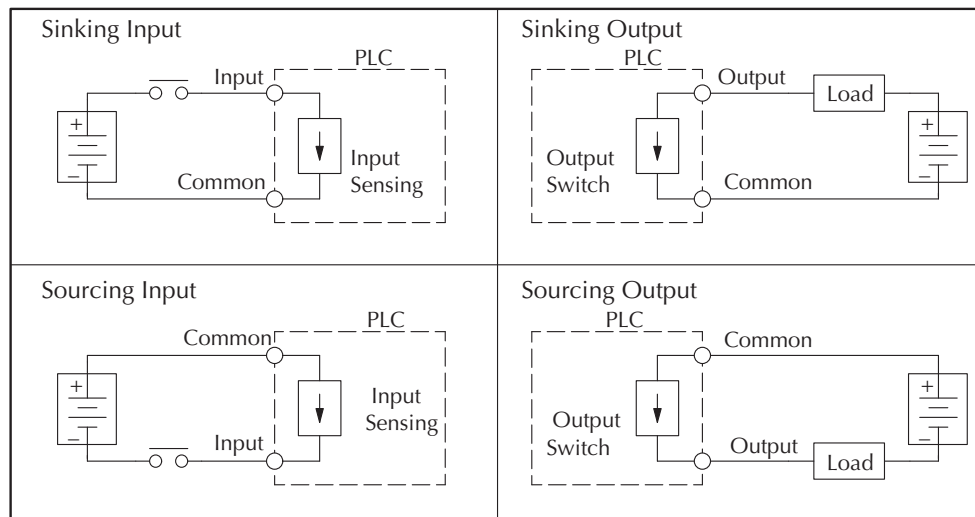 Sinking Input
PLC
Input
+
–
Input
Sensing
Common
Sinking Output
PLC
Output
Load
+
–
Output
Switch
Common
Sourcing Input
PLC
Common
+
–
Input
Sensing
Input
Sourcing Output
PLC
Common
+
–
Output
Switch
Output
Load